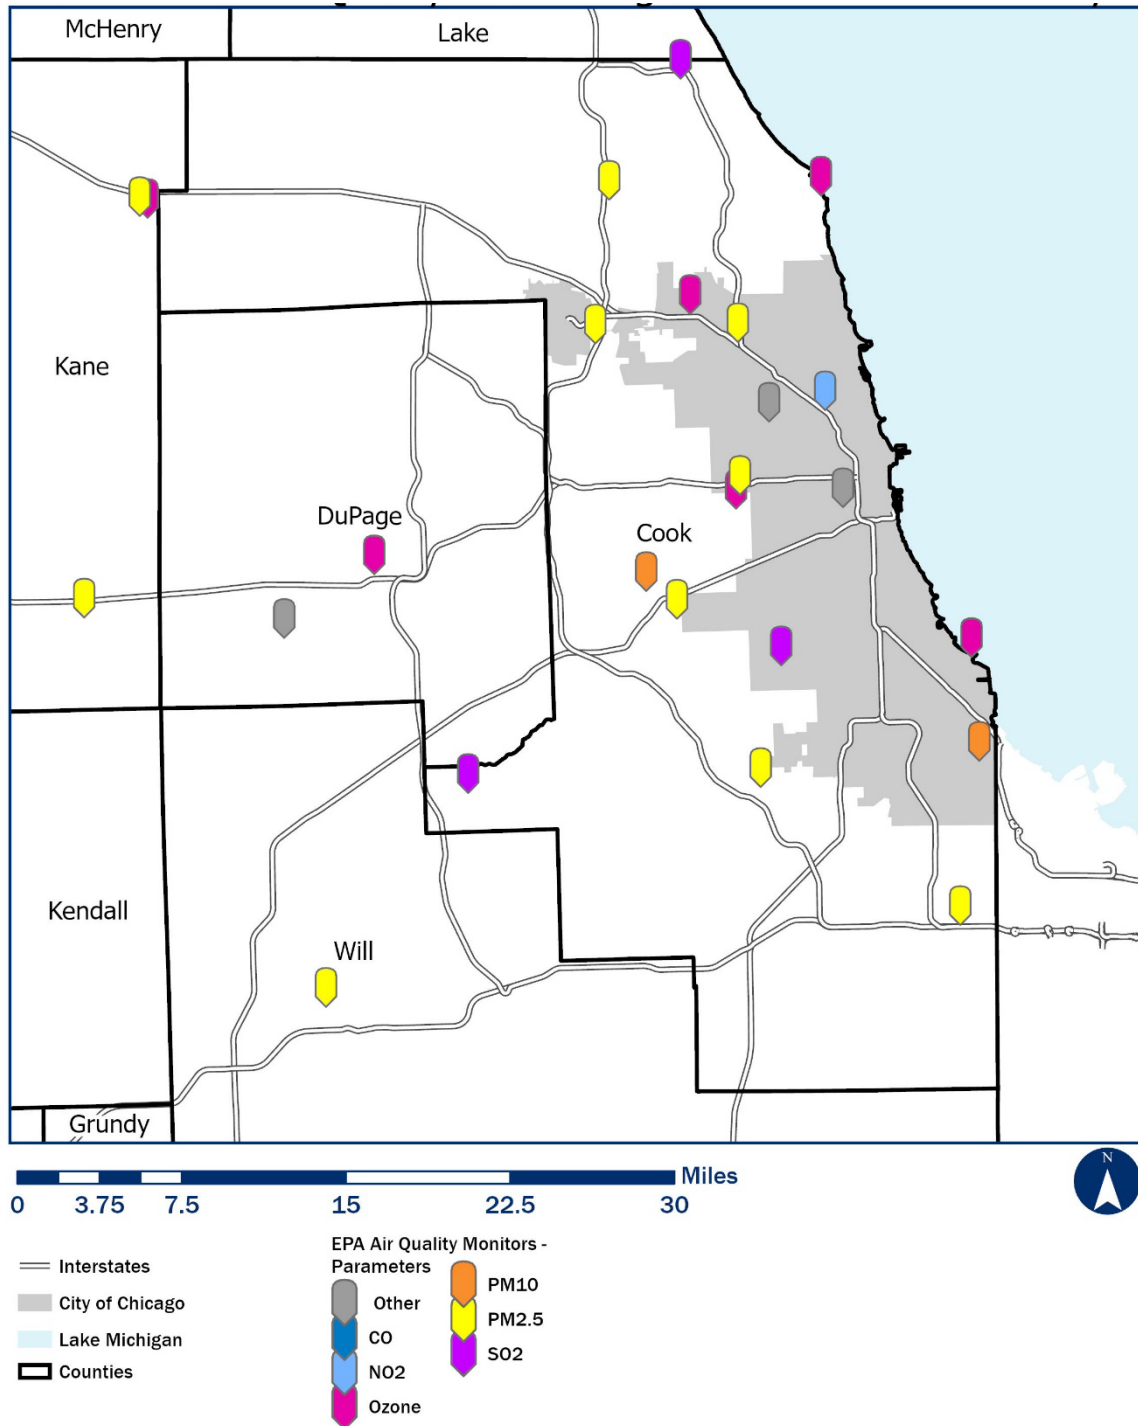 McHenry
Lake
Kane
DuPage
Cook
Kendall
Will
Grundy
N
Miles
0 3.75 7.5 15 22.5 30
EPA Air Quality Monitors -
Parameters
Interstates
City of Chicago
Lake Michigan
Counties
Other
CO
NO2
Ozone
PM10
PM2.5
SO2